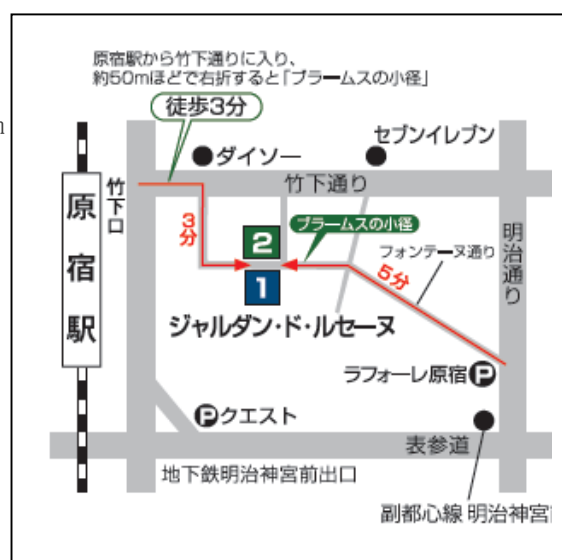 原宿駅から竹下通りに入り、
約50mほどで右折すると「ブラームスの小径」
徒歩3分
セブンイレブン
ダイソー
竹下口
竹下通り
原宿駅
3分
2
ブラームスの小径
明治通り
フォンテーヌ通り
5分
1
ジャルダン・ド・ルセーヌ
ラフォーレ原宿 P
P クエスト
表参道
地下鉄明治神宮前出口
副都心線 明治神宮前